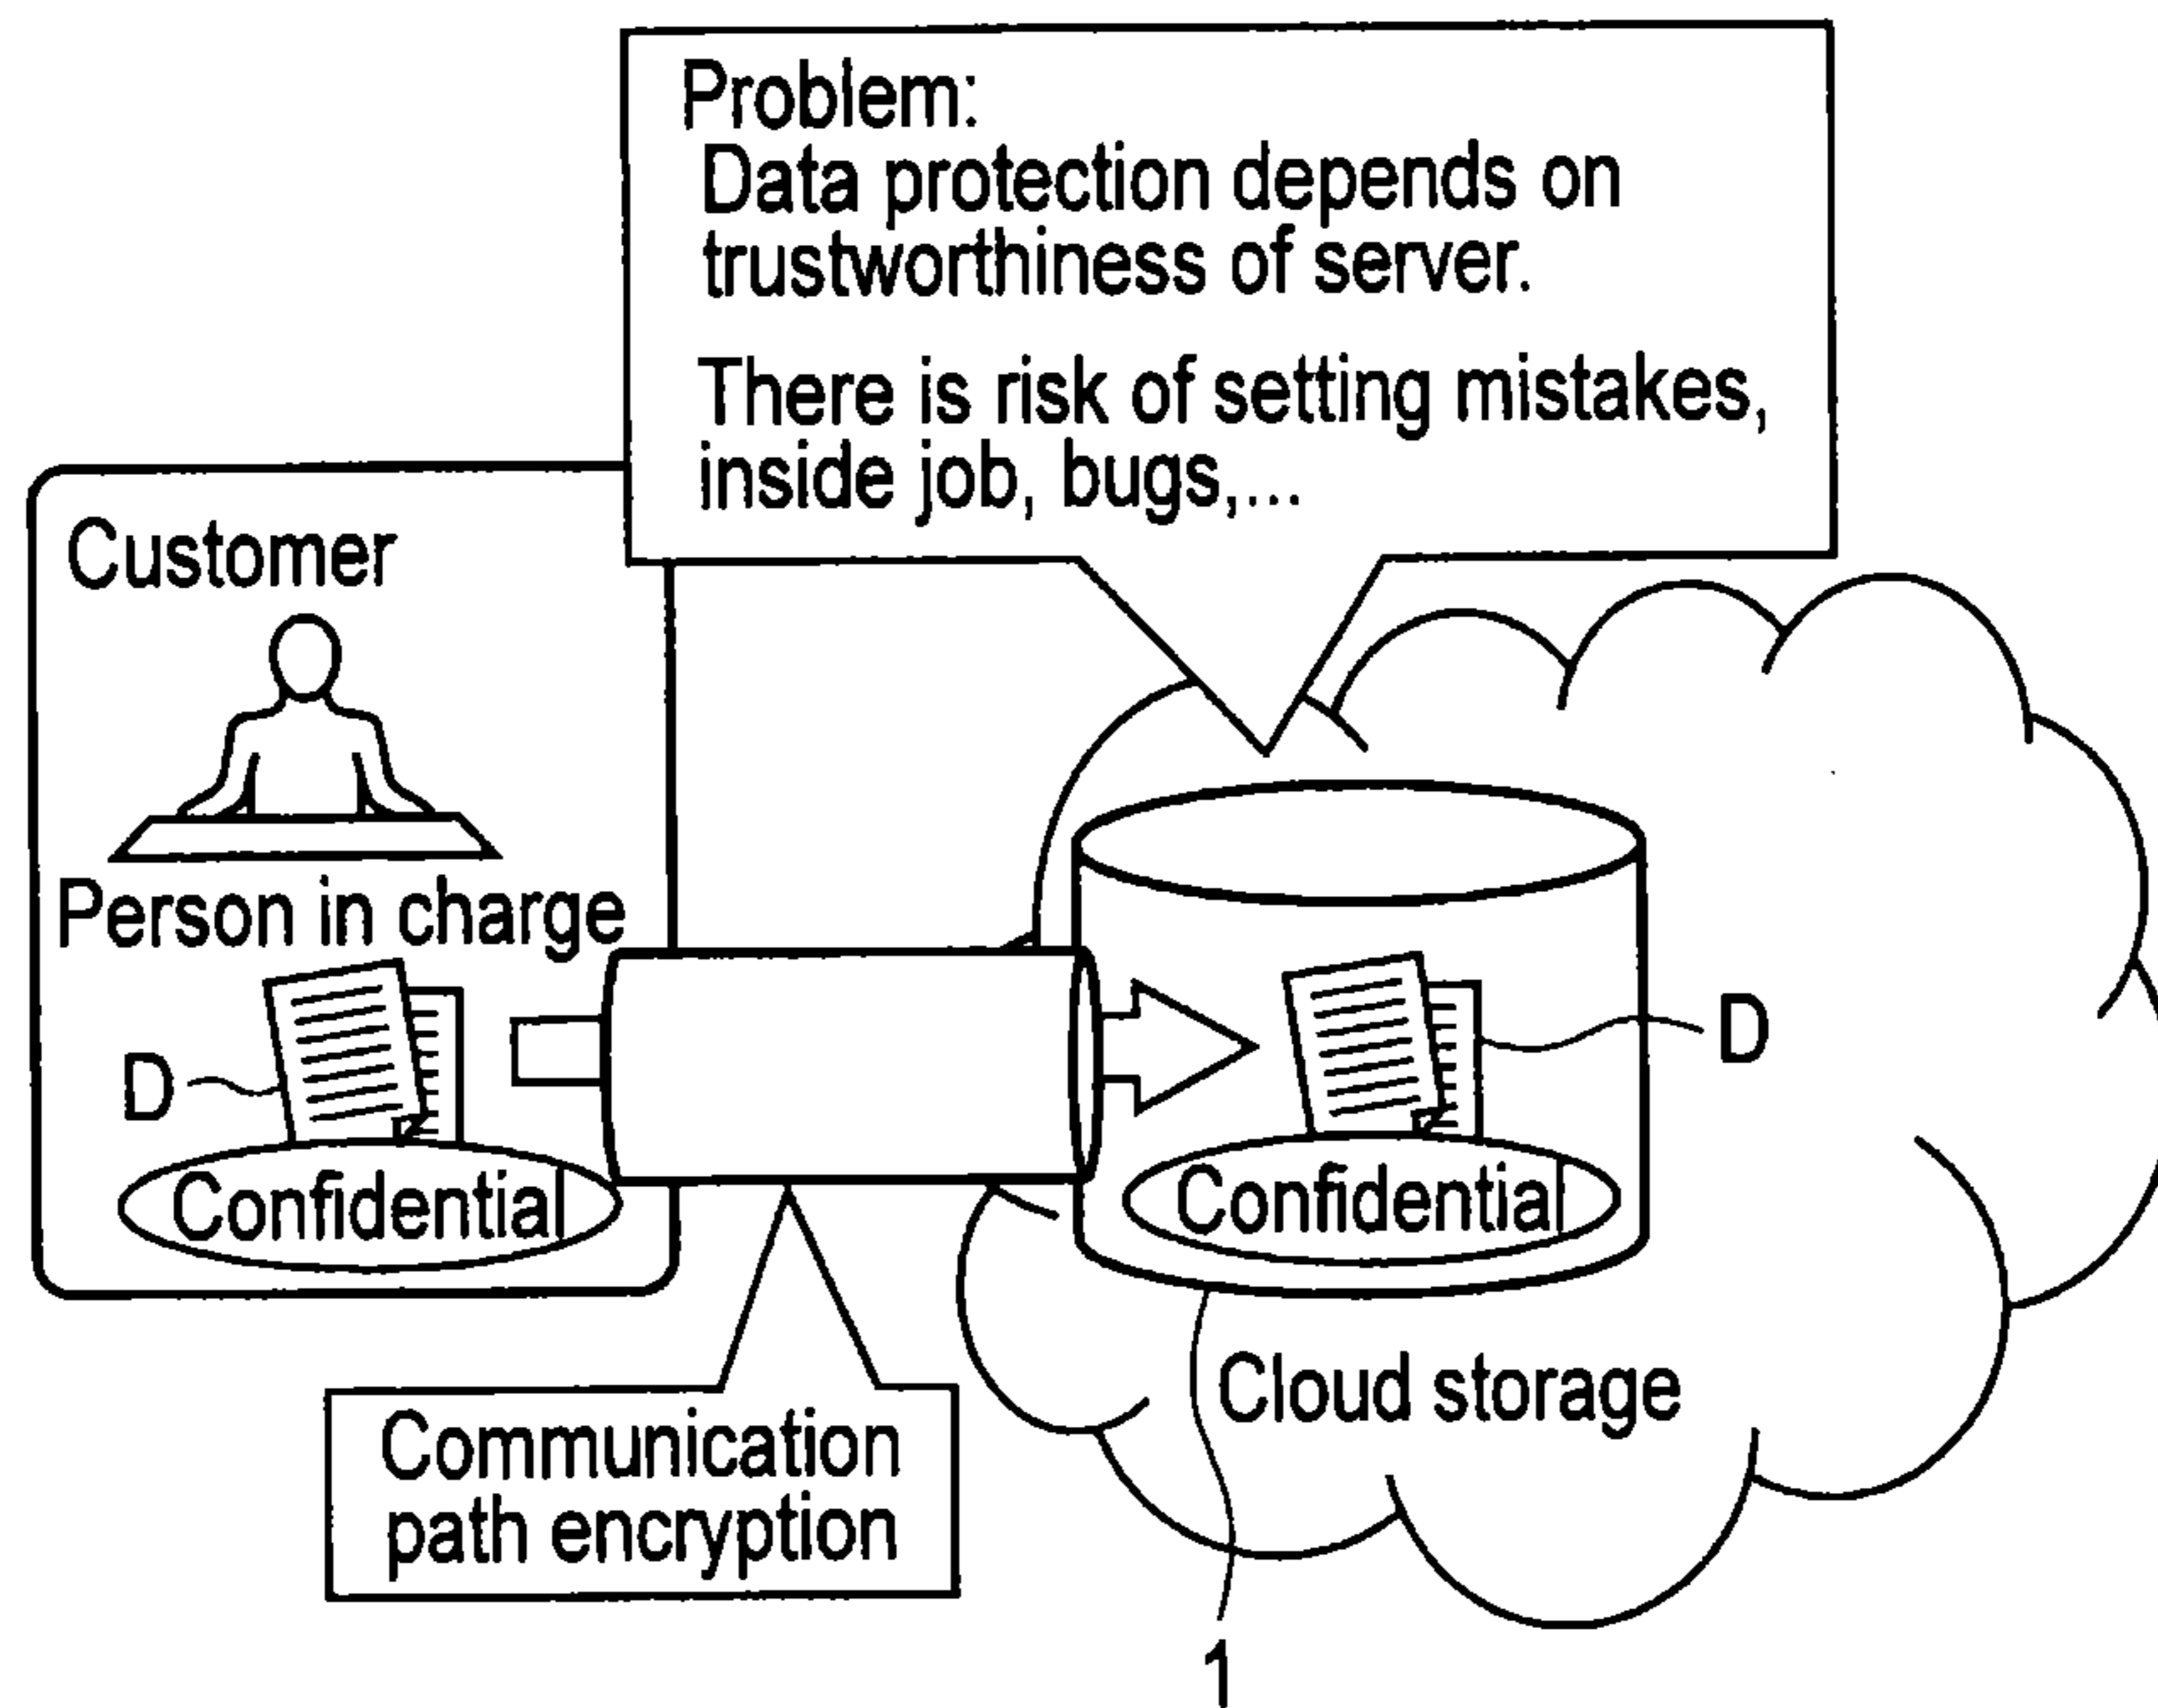 Problem:
Data protection depends on
trustworthiness of server.
There is risk of setting mistakes,
inside job, bugs,...
Customer
Person in charge
D
Confidential
D
Confidential
Cloud storage
Communication
path encryption
1